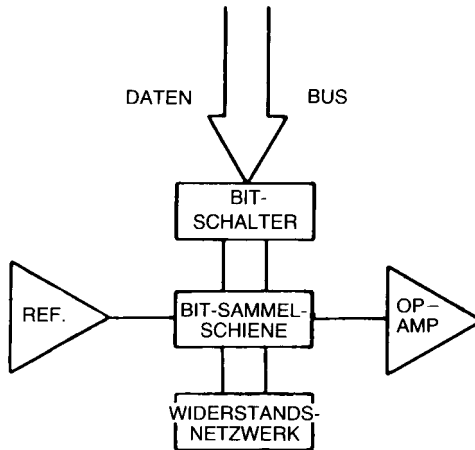 DATEN BUS
BIT-
SCHALTER
REF.
BIT-SAMMEL-
SCHIENE
OP-
AMP
WIDERSTANDS-
NETZWERK